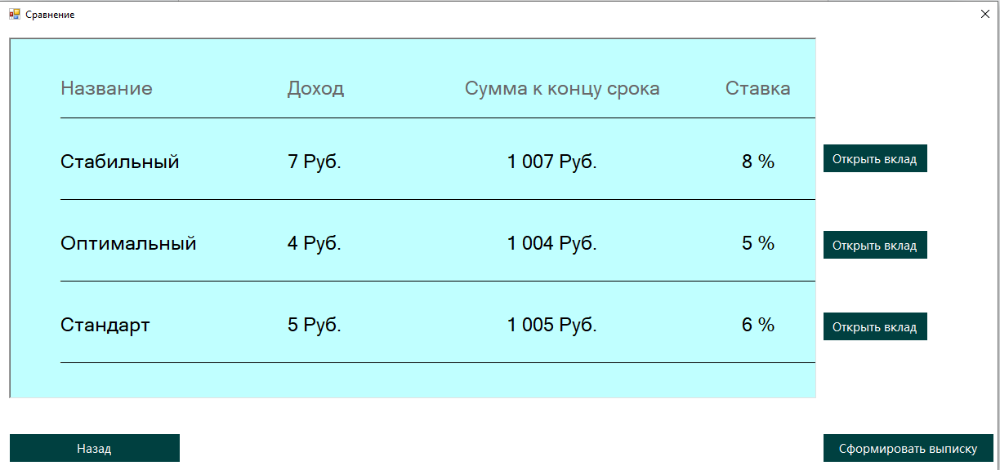 Сравнение
Название Доход Сумма к концу срока Ставка
Стабильный 7 Руб. 1 007 Руб. 8 % Открыть вклад
Оптимальный 4 Руб. 1 004 Руб. 5 % Открыть вклад
Стандарт 5 Руб. 1 005 Руб. 6 % Открыть вклад
Назад Сформировать выписку